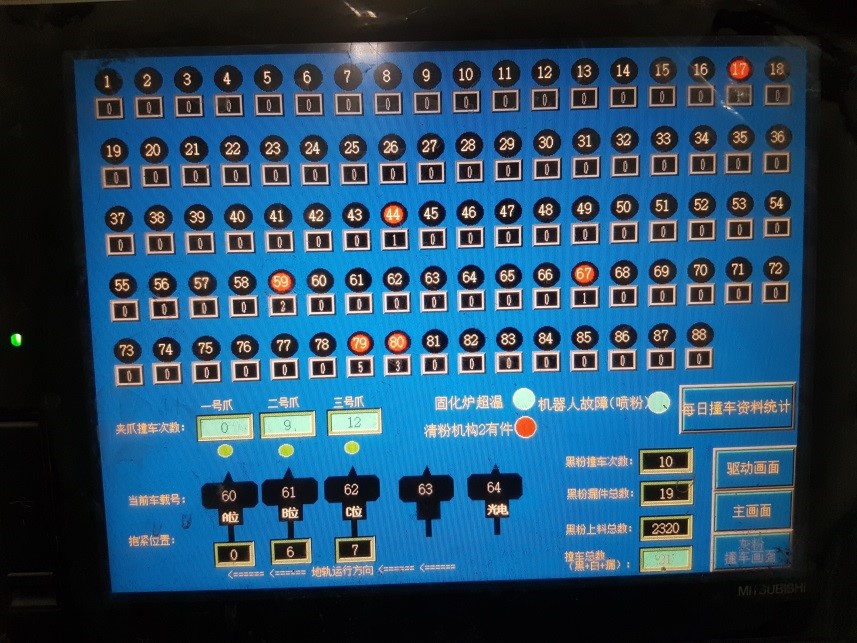 1 2 3 4 5 6 7 8 9 10 11 12 13 14 15 16 17 18
0 0 0 0 0 0 0 0 0 0 0 0 0 0 0 0 0
19 20 21 22 23 24 25 26 27 28 29 30 31 32 33 34 35 36
0 0 0 0 0 0 0 0 0 0 0 0 0 0 0 0 0 0
37 38 39 40 41 42 43 44 45 46 47 48 49 50 51 52 53 54
0 0 0 0 0 0 0 1 0 0 0 0 0 0 0 0 0 0
55 56 57 58 59 60 61 62 63 64 65 66 67 68 69 70 71 72
0 0 0 0 2 0 0 0 0 0 0 0 1 0 0 0 0 0
73 74 75 76 77 78 79 80 81 82 83 84 85 86 87 88
0 0 0 0 0 0 5 3 0 0 0 0 0 0 0 0
一号爪 二号爪 三号爪
固化炉超温 机器人故障(喷粉)
每日撞车资料统计
夹爪撞车次数: 0 9. 12
清粉机构2有件
黑粉撞车次数: 10
驱动画面
当前车载号: 60 61 62 63 64
A位 B位 C位 光电
黑粉漏件总数: 19
主画面
黑粉上料总数: 2320
抱紧位置: 0 6 7
撞车总数
(黑+白+漏):
撞车画面
<====== <====== 地轨运行方向 <====== <======
MITSUBISHI